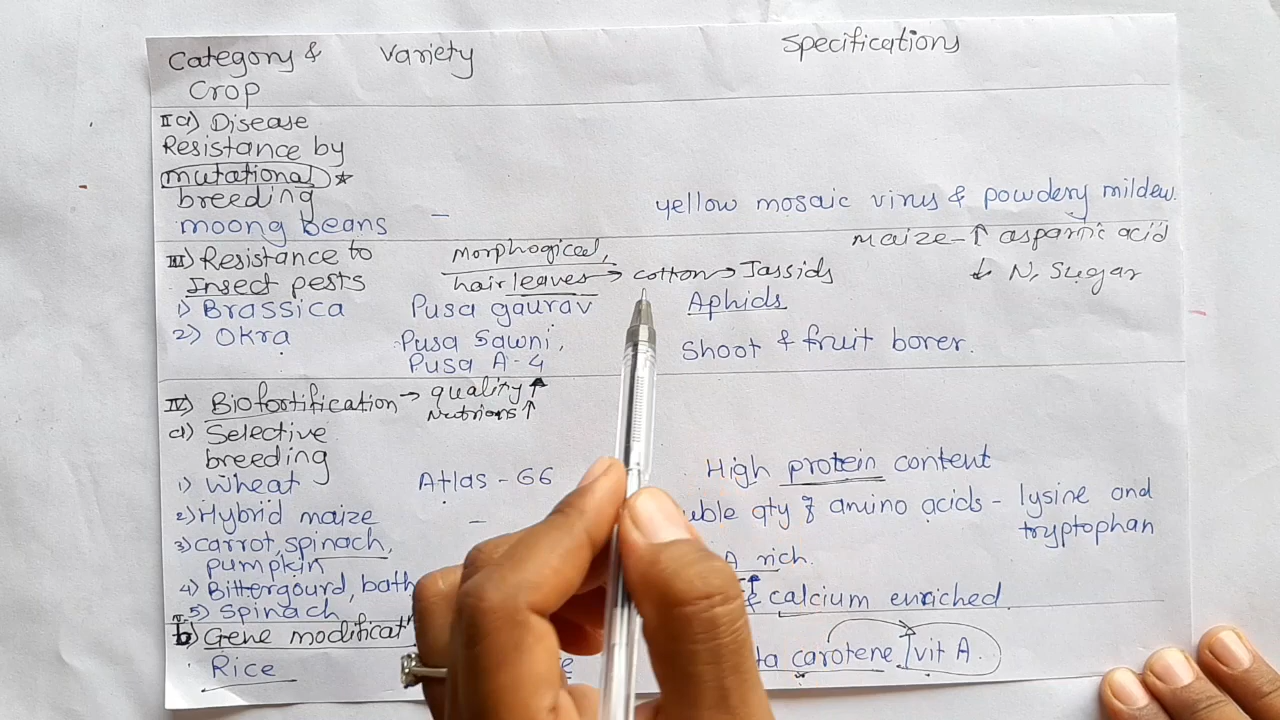 Category & Variety Specifications
Crop
II a) Disease
Resistance by
mutational ★
breeding
moong beans – yellow mosaic virus & powdery mildew.
III) Resistance to
Insect pests
Morphogical,
hair leaves → cotton → Jassids
maize - ↑ aspartic acid
↓ N, Sugar
1) Brassica Pusa gaurav Aphids
2) Okra Pusa Sawni, Shoot & fruit borer.
Pusa A-4
IV) Biofortification → quality ↑
Nutrions ↑
a) Selective
breeding
1) Wheat Atlas - 66 High protein content
2) Hybrid maize – qty of amino acids - lysine and
tryptophan
3) carrot, spinach, A rich.
pumpkin
4) Bittergourd, bath
5) Spinach & calcium enriched.
b) Gene modificat
Rice carotene vit A.